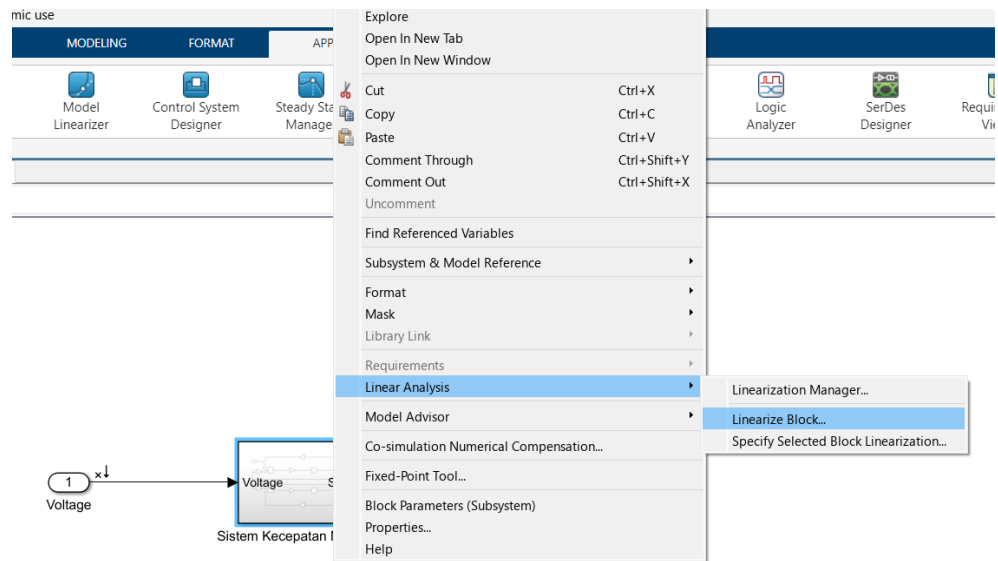 mic use
MODELING
FORMAT
APP
Model
Linearizer
Control System
Designer
Steady Sta
Manage
Logic
Analyzer
SerDes
Designer
Requi
Vie
Explore
Open In New Tab
Open In New Window
Cut Ctrl+X
Copy Ctrl+C
Paste Ctrl+V
Comment Through Ctrl+Shift+Y
Comment Out Ctrl+Shift+X
Uncomment
Find Referenced Variables
Subsystem & Model Reference
Format
Mask
Library Link
Requirements
Linear Analysis
Model Advisor
Co-simulation Numerical Compensation...
Fixed-Point Tool...
Block Parameters (Subsystem)
Properties...
Help
Linearization Manager...
Linearize Block...
Specify Selected Block Linearization...
1
Voltage
Voltage S
Sistem Kecepatan